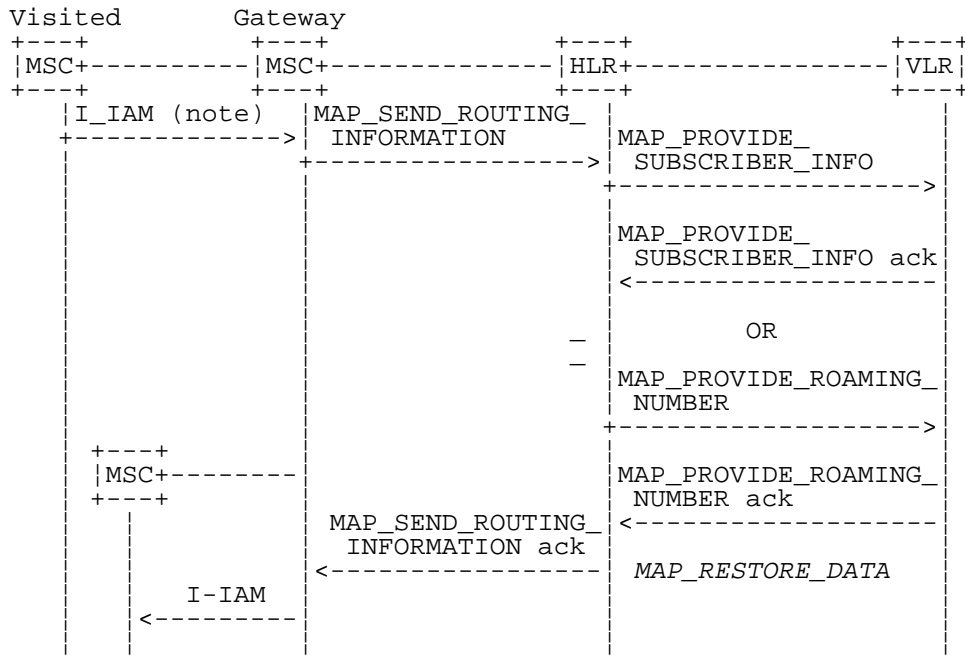 Visited Gateway
MSC MSC HLR VLR
I_IAM (note) MAP_SEND_ROUTING_
INFORMATION MAP_PROVIDE_
SUBSCRIBER_INFO
MAP_PROVIDE_
SUBSCRIBER_INFO ack
OR
MAP_PROVIDE_ROAMING_
NUMBER
MSC MAP_PROVIDE_ROAMING_
NUMBER ack
MAP_SEND_ROUTING_
INFORMATION ack
MAP_RESTORE_DATA
I-IAM